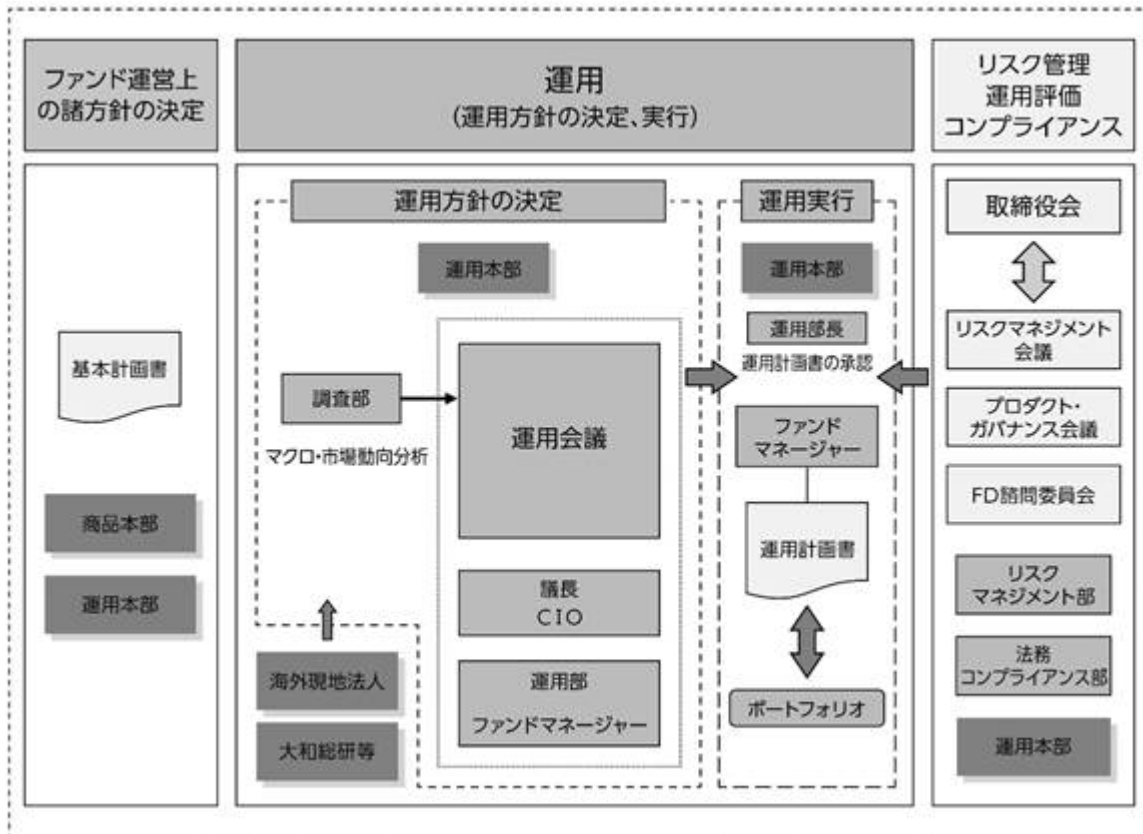 ファンド運営上
の諸方針の決定
運用
(運用方針の決定、実行)
リスク管理
運用評価
コンプライアンス
基本計画書
商品本部
運用本部
運用方針の決定
運用本部
調査部
マクロ・市場動向分析
運用会議
議長
CIO
運用部
ファンドマネージャー
海外現地法人
大和総研等
運用実行
運用本部
運用部長
運用計画書の承認
ファンド
マネージャー
運用計画書
ポートフォリオ
取締役会
リスクマネジメント
会議
プロダクト・
ガバナンス会議
FD諮問委員会
リスク
マネジメント部
法務
コンプライアンス部
運用本部